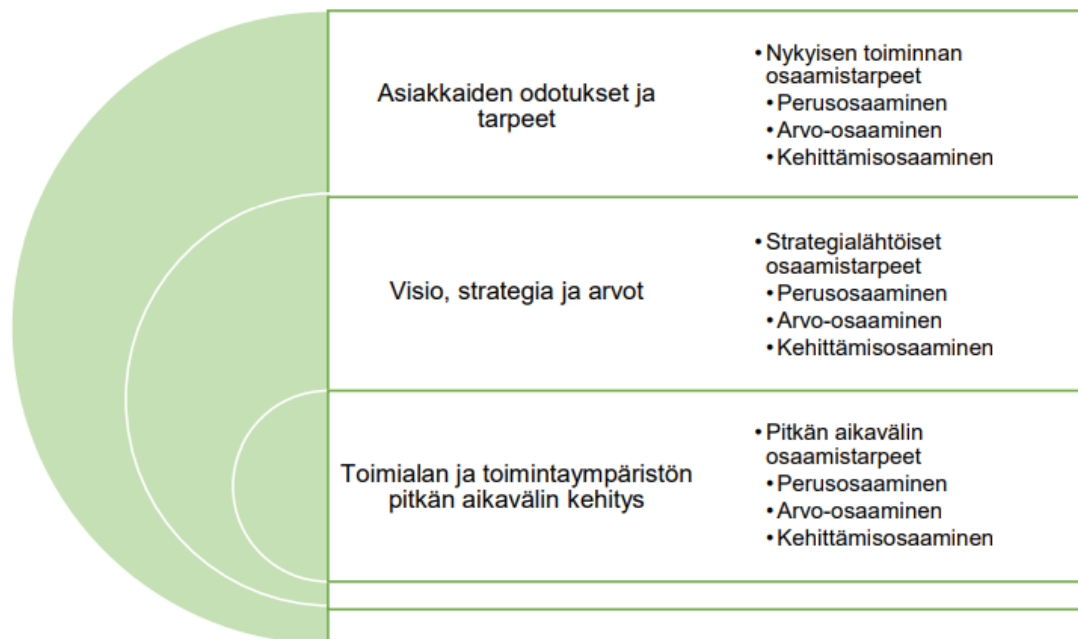 Asiakkaiden odotukset ja
tarpeet
• Nykyisen toiminnan
osaamistarpeet
• Perusosaaminen
• Arvo-osaaminen
• Kehittämisosaaminen
Visio, strategia ja arvot
• Strategialähtöiset
osaamistarpeet
• Perusosaaminen
• Arvo-osaaminen
• Kehittämisosaaminen
Toimialan ja toimintaympäristön
pitkän aikavälin kehitys
• Pitkän aikavälin
osaamistarpeet
• Perusosaaminen
• Arvo-osaaminen
• Kehittämisosaaminen